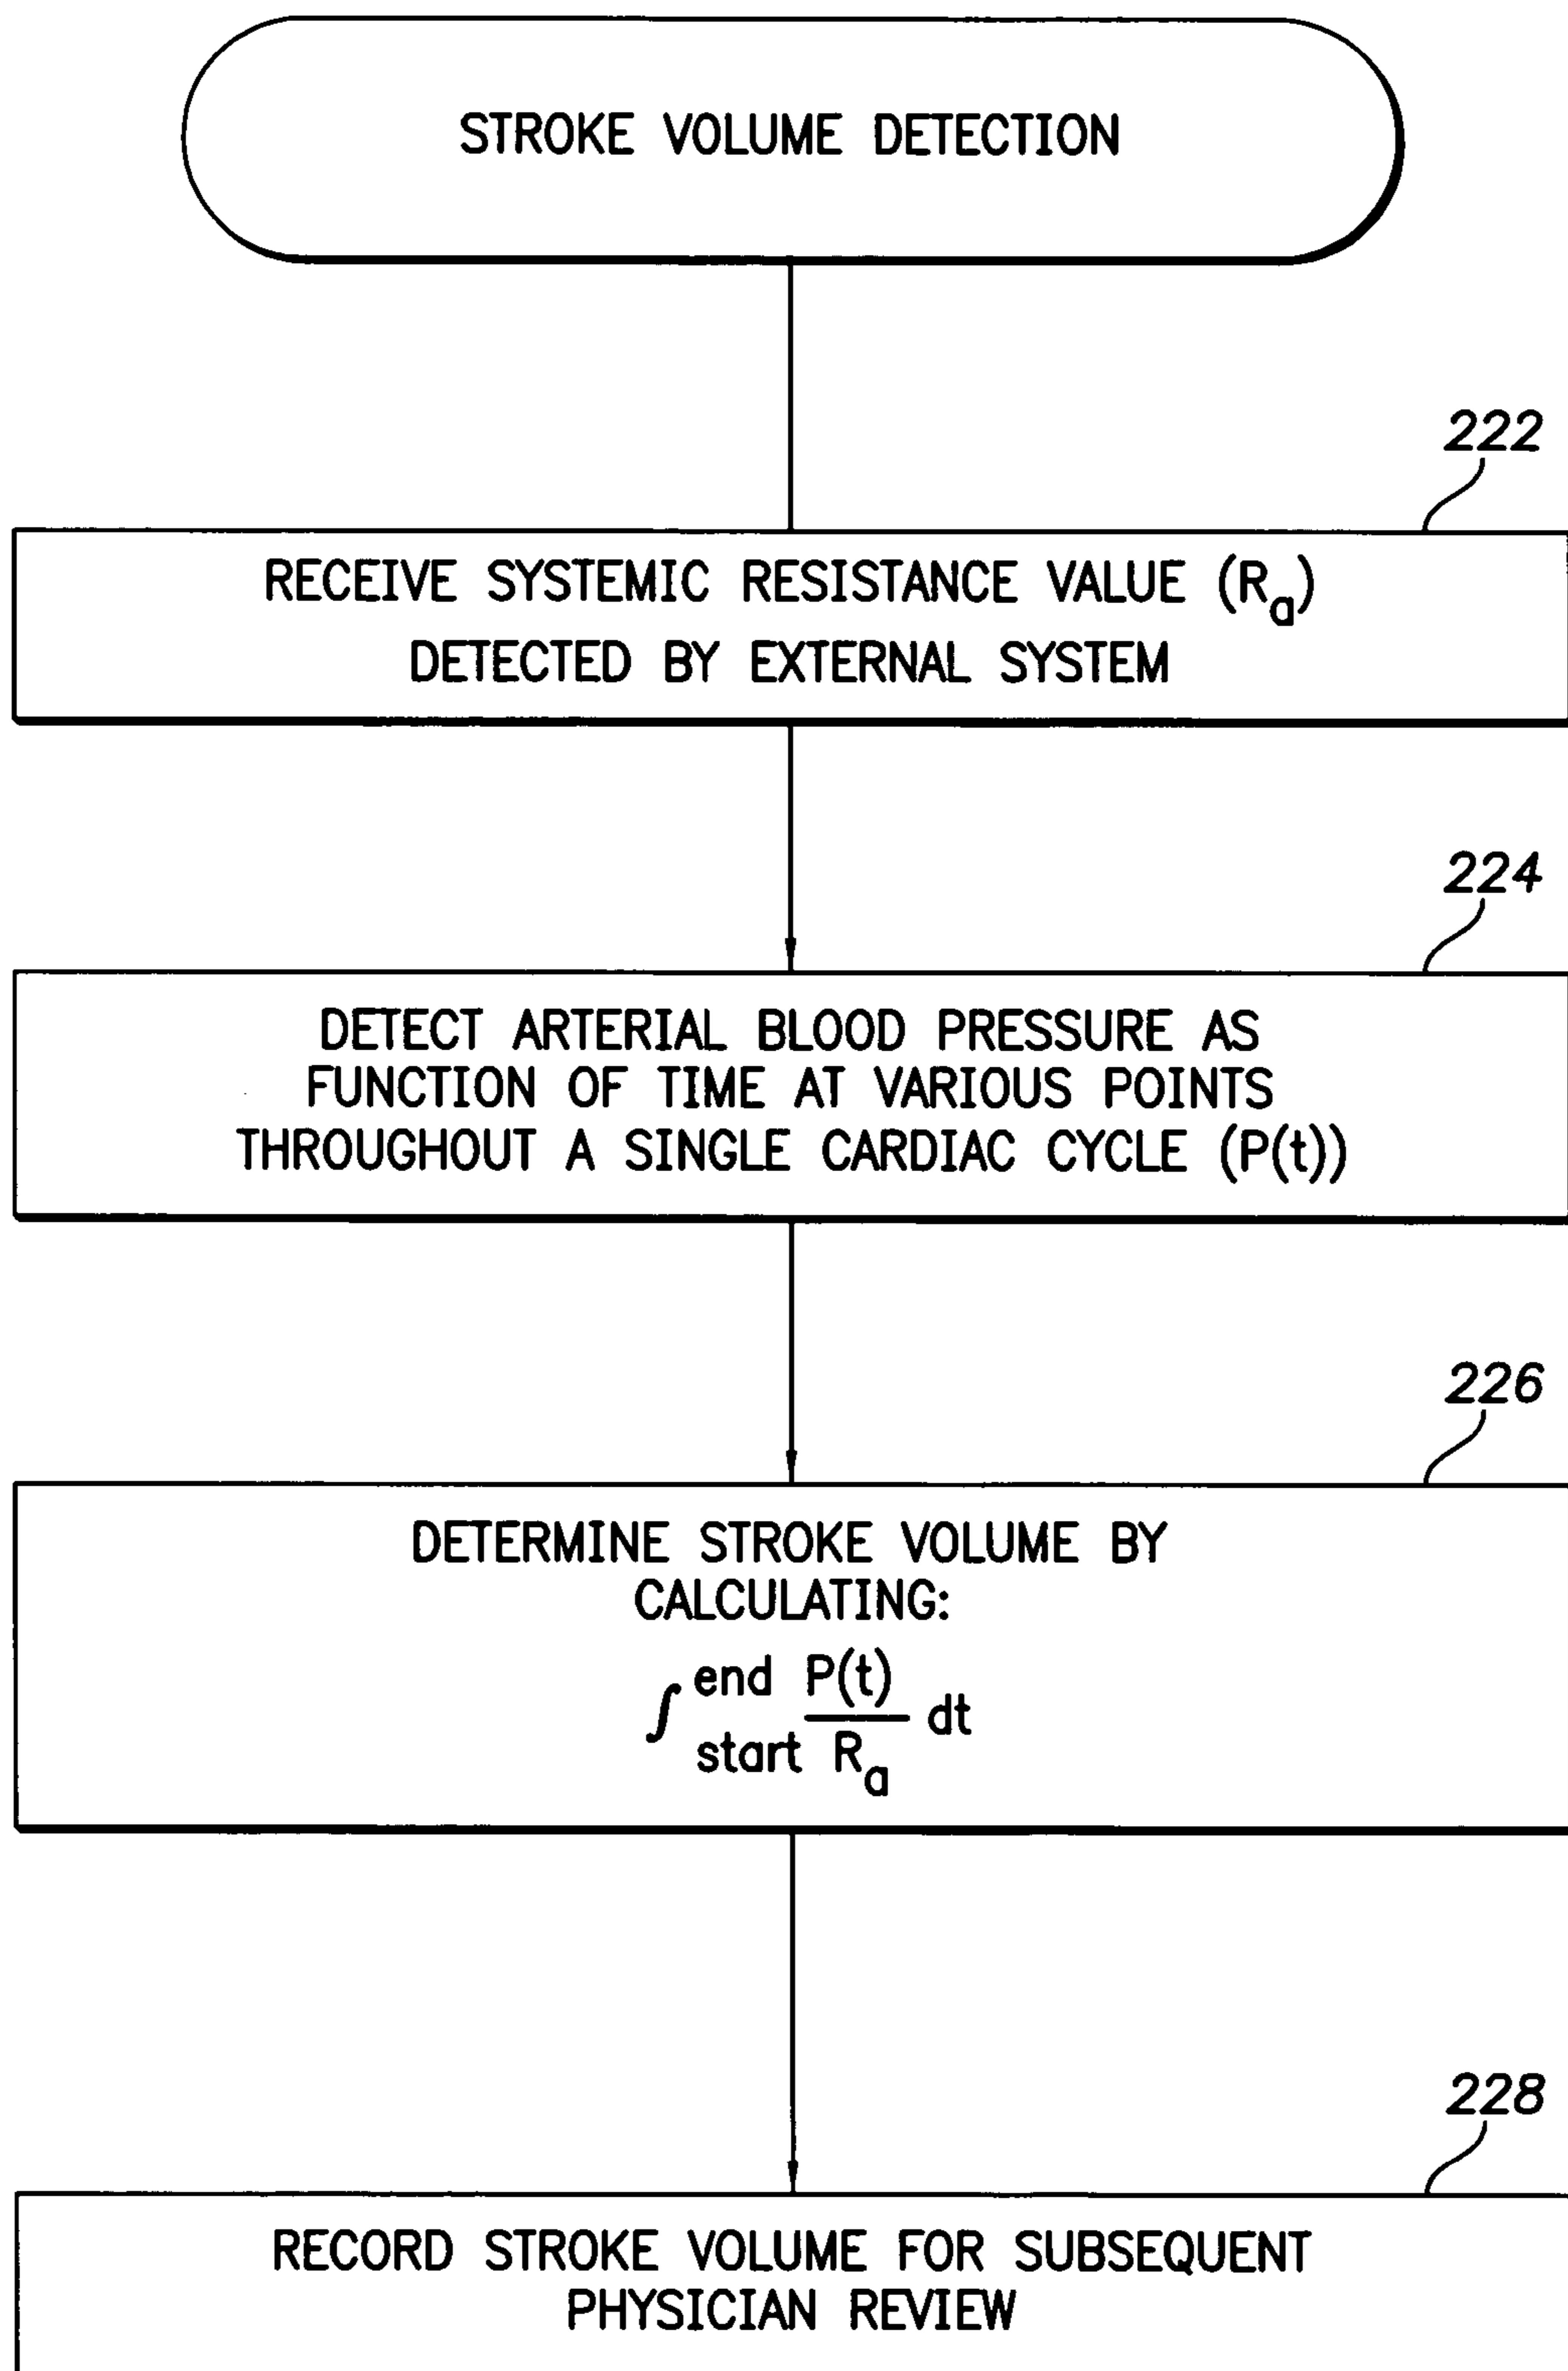 STROKE VOLUME DETECTION
222
RECEIVE SYSTEMIC RESISTANCE VALUE (Ra)
DETECTED BY EXTERNAL SYSTEM
224
DETECT ARTERIAL BLOOD PRESSURE AS
FUNCTION OF TIME AT VARIOUS POINTS
THROUGHOUT A SINGLE CARDIAC CYCLE (P(t))
226
DETERMINE STROKE VOLUME BY
CALCULATING:
∫ end P(t)
dt
start Ra
228
RECORD STROKE VOLUME FOR SUBSEQUENT
PHYSICIAN REVIEW